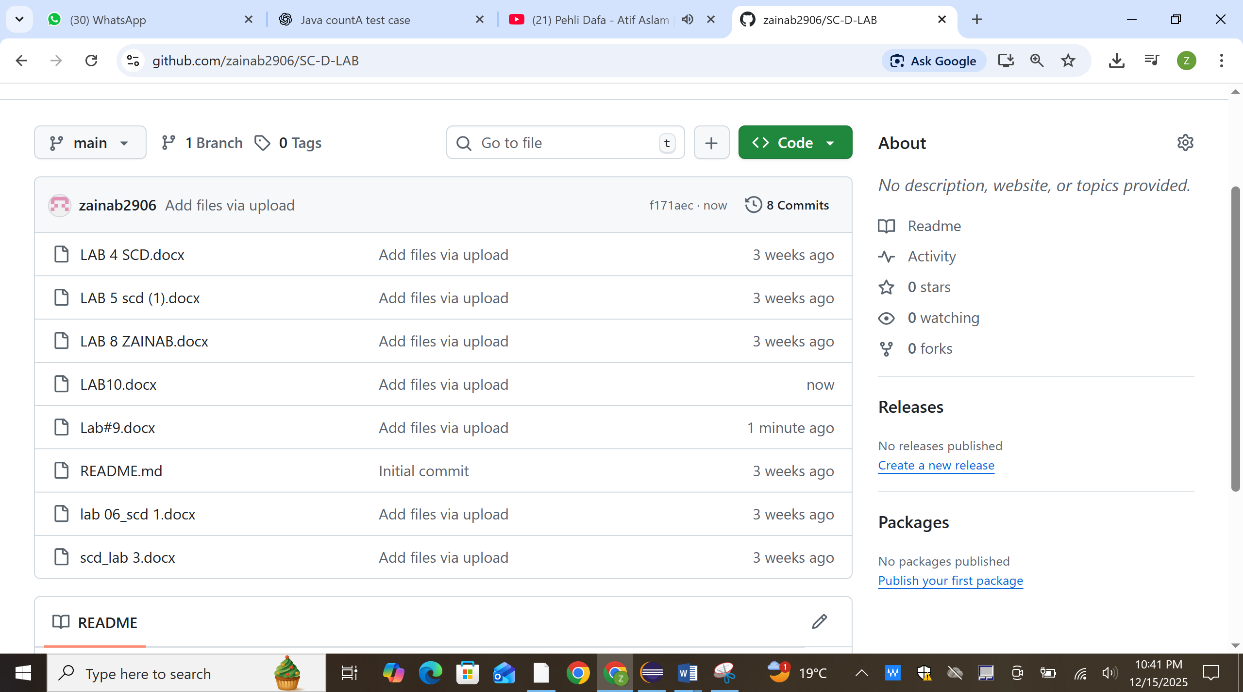 (30) WhatsApp
Java countA test case
(21) Pehli Dafa - Atif Aslam
zainab2906/SC-D-LAB
github.com/zainab2906/SC-D-LAB
Ask Google
Z
main
1 Branch
0 Tags
Go to file
t
Code
zainab2906 Add files via upload
f171aec · now
8 Commits
LAB 4 SCD.docx Add files via upload 3 weeks ago
LAB 5 scd (1).docx Add files via upload 3 weeks ago
LAB 8 ZAINAB.docx Add files via upload 3 weeks ago
LAB10.docx Add files via upload now
Lab#9.docx Add files via upload 1 minute ago
README.md Initial commit 3 weeks ago
lab 06_scd 1.docx Add files via upload 3 weeks ago
scd_lab 3.docx Add files via upload 3 weeks ago
README
About
No description, website, or topics provided.
Readme
Activity
0 stars
0 watching
0 forks
Releases
No releases published
Create a new release
Packages
No packages published
Publish your first package
Type here to search
1
19°C
10:41 PM
12/15/2025